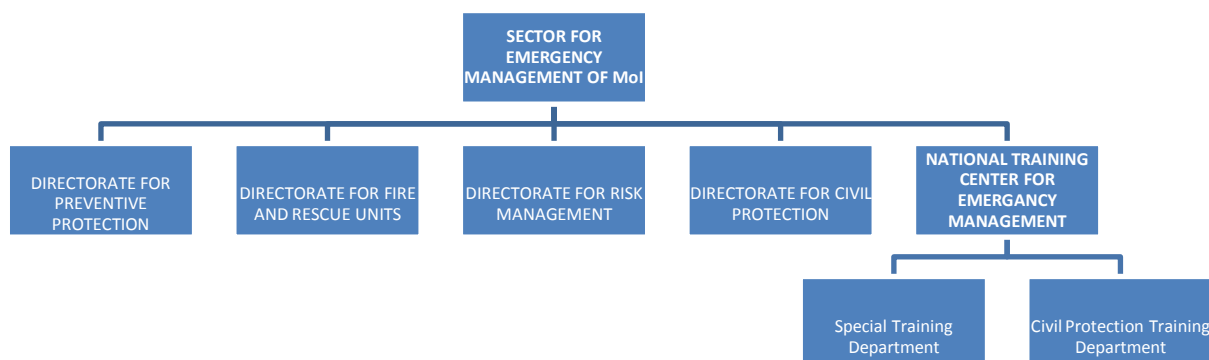 SECTOR FOR
EMERGENCY
MANAGEMENT OF MoI
DIRECTORATE FOR
PREVENTIVE
PROTECTION
DIRECTORATE FOR FIRE
AND RESCUE UNITS
DIRECTORATE FOR RISK
MANAGEMENT
DIRECTORATE FOR CIVIL
PROTECTION
NATIONAL TRAINING
CENTER FOR
EMERGANCY
MANAGEMENT
Special Training
Department
Civil Protection Training
Department